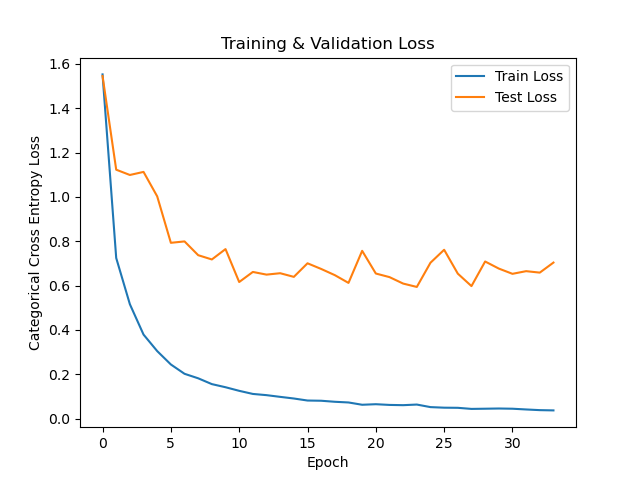 Training & Validation Loss
Train Loss
Test Loss
Categorical Cross Entropy Loss
1.6
1.4
1.2
1.0
0.8
0.6
0.4
0.2
0.0
0 5 10 15 20 25 30
Epoch